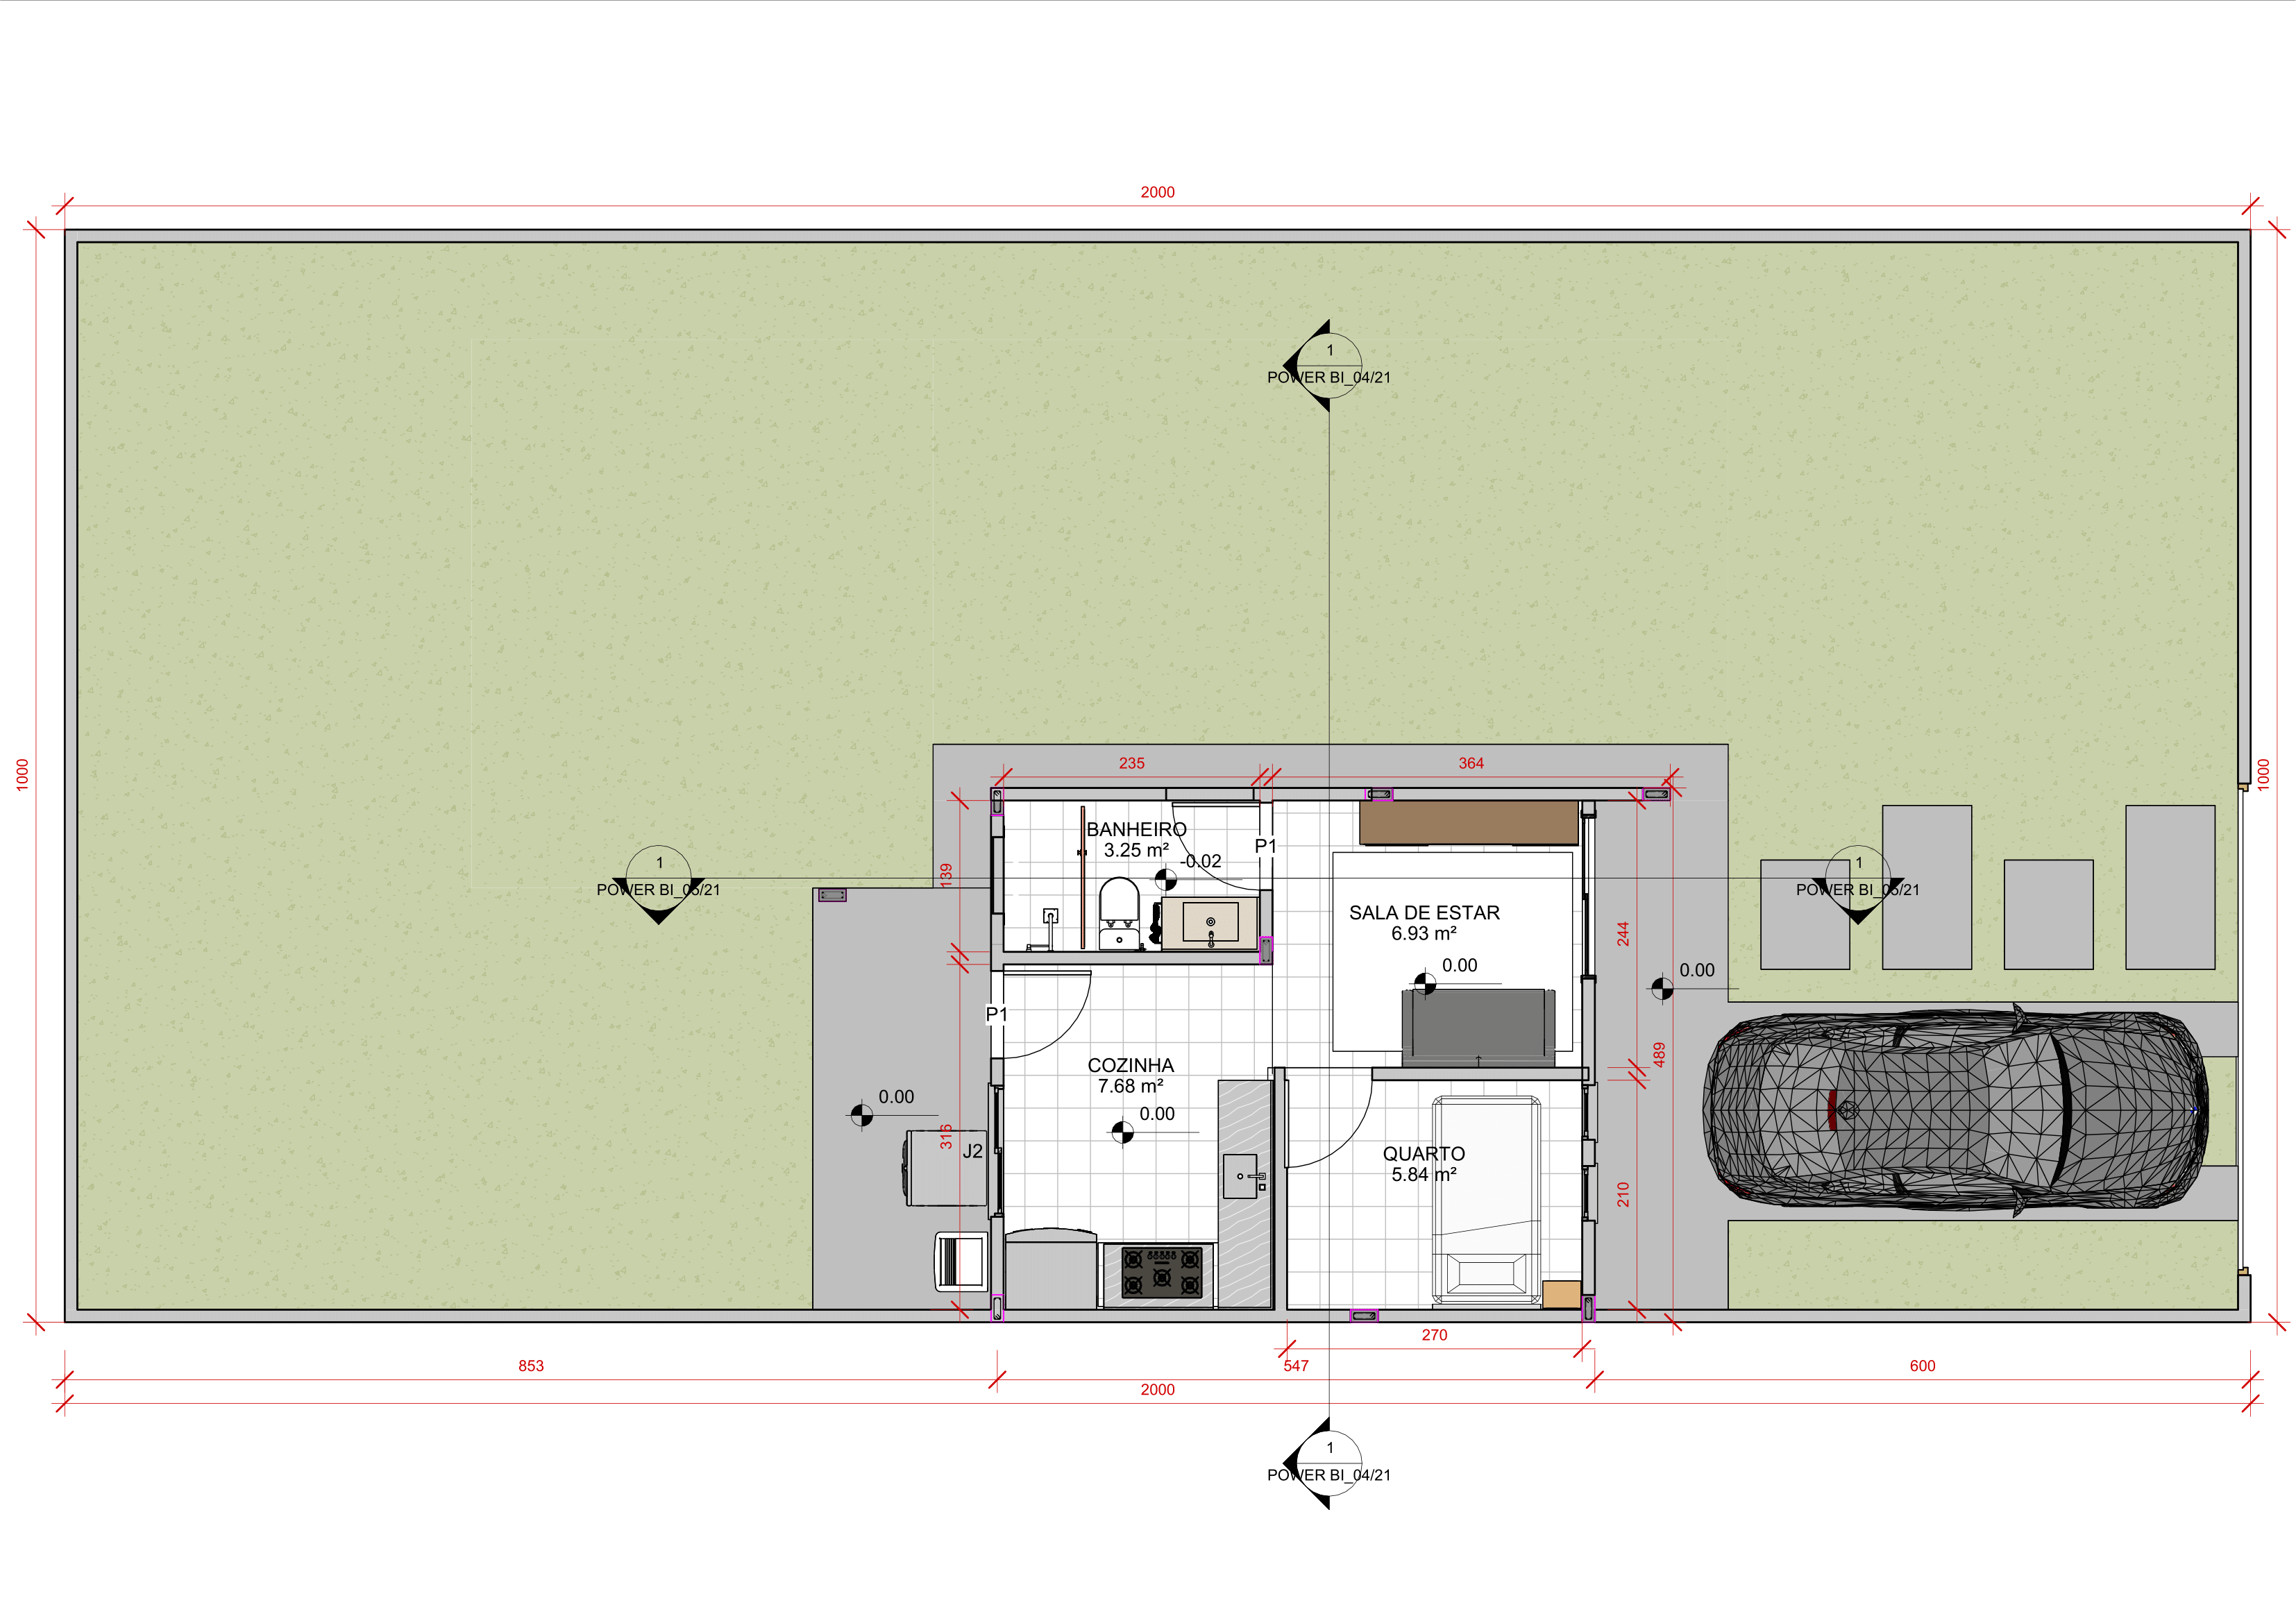 2000
1
POWER BI_04/21
1000
1000
235
364
BANHEIRO
3.25 m²
-0.02
P1
139
1
POWER BI_05/21
1
POWER BI_05/21
SALA DE ESTAR
6.93 m²
0.00
244
0.00
P1
489
COZINHA
7.68 m²
0.00
0.00
316
J2
QUARTO
5.84 m²
210
270
853
547
600
2000
1
POWER BI_04/21